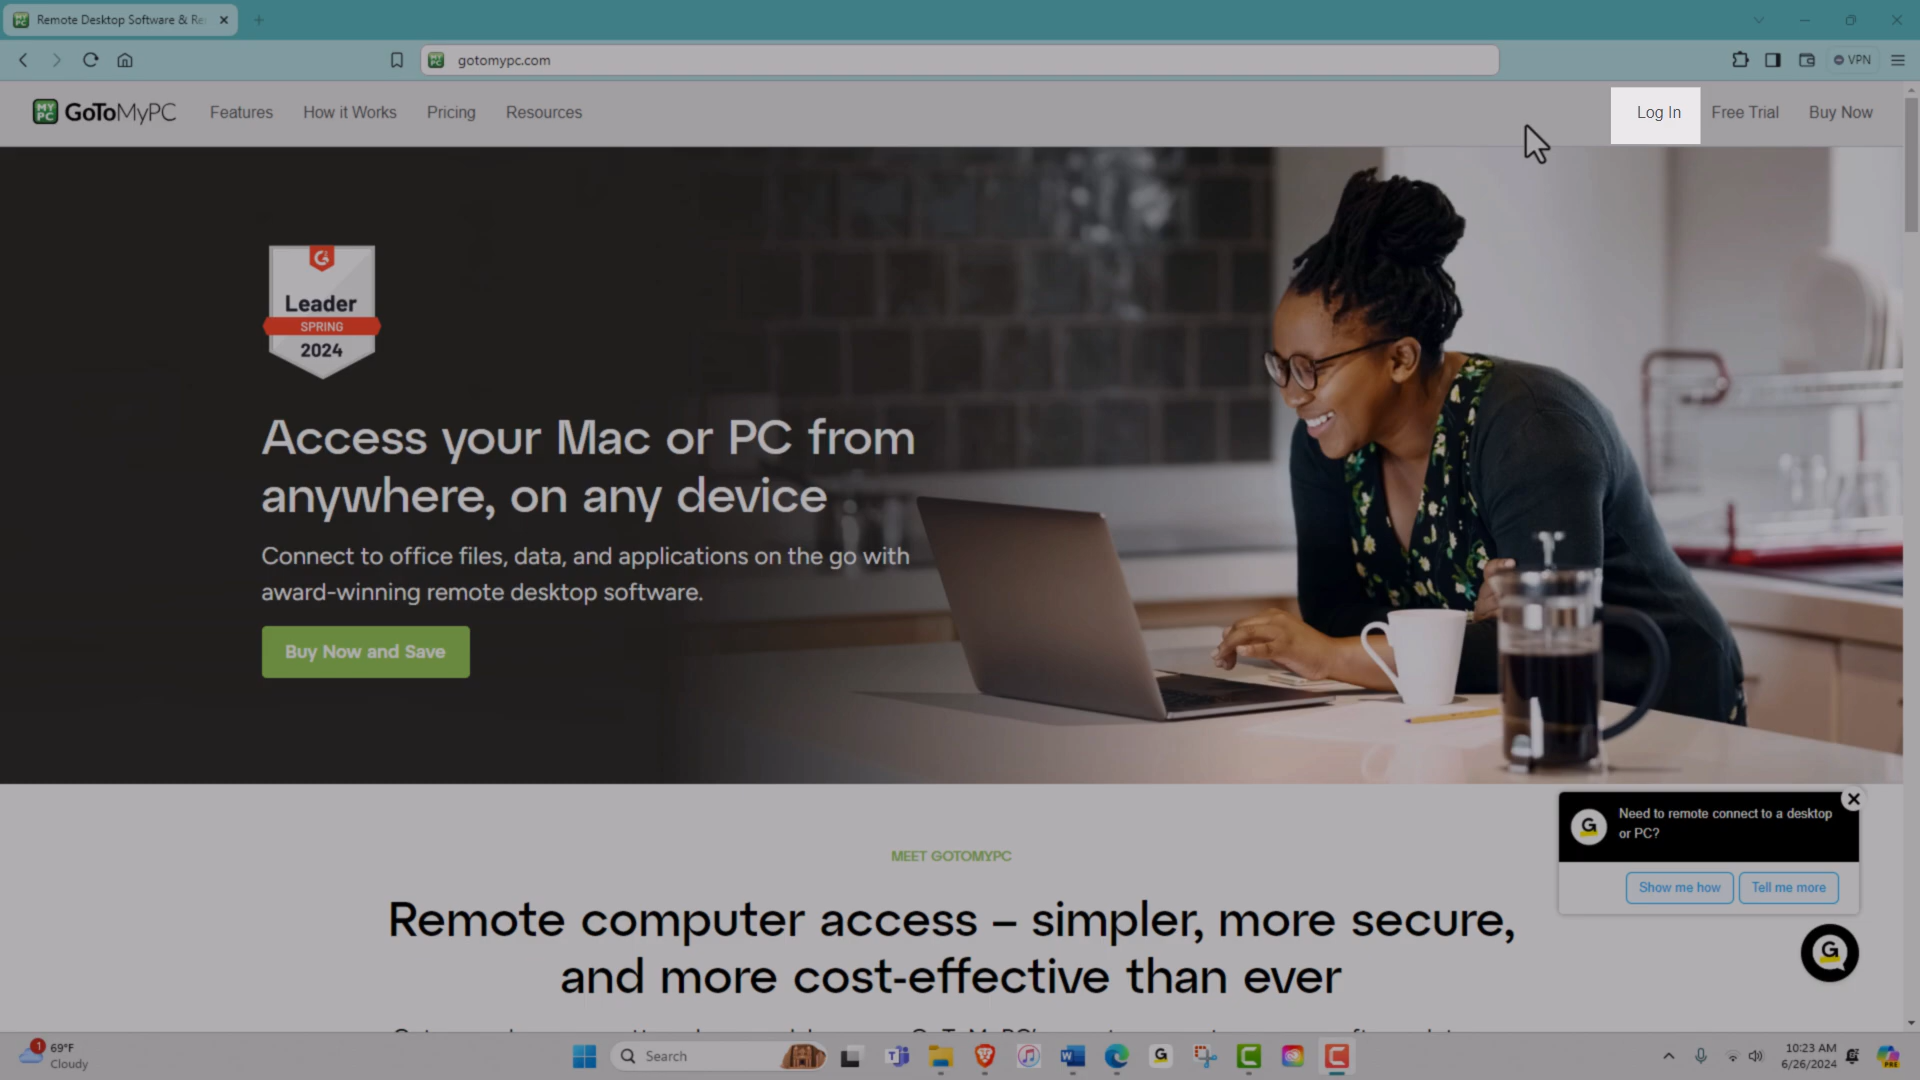 Remote Desktop Software & Re
gotomypc.com
VPN
MY PC GoToMyPC
Features
How it Works
Pricing
Resources
Log In
Free Trial
Buy Now
G
Leader
SPRING
2024
Access your Mac or PC from
anywhere, on any device
Connect to office files, data, and applications on the go with
award-winning remote desktop software.
Buy Now and Save
Need to remote connect to a desktop
or PC?
Show me how
Tell me more
MEET GOTOMYPC
Remote computer access – simpler, more secure,
and more cost-effective than ever
1
69°F
Cloudy
Search
10:23 AM
6/26/2024
PRE